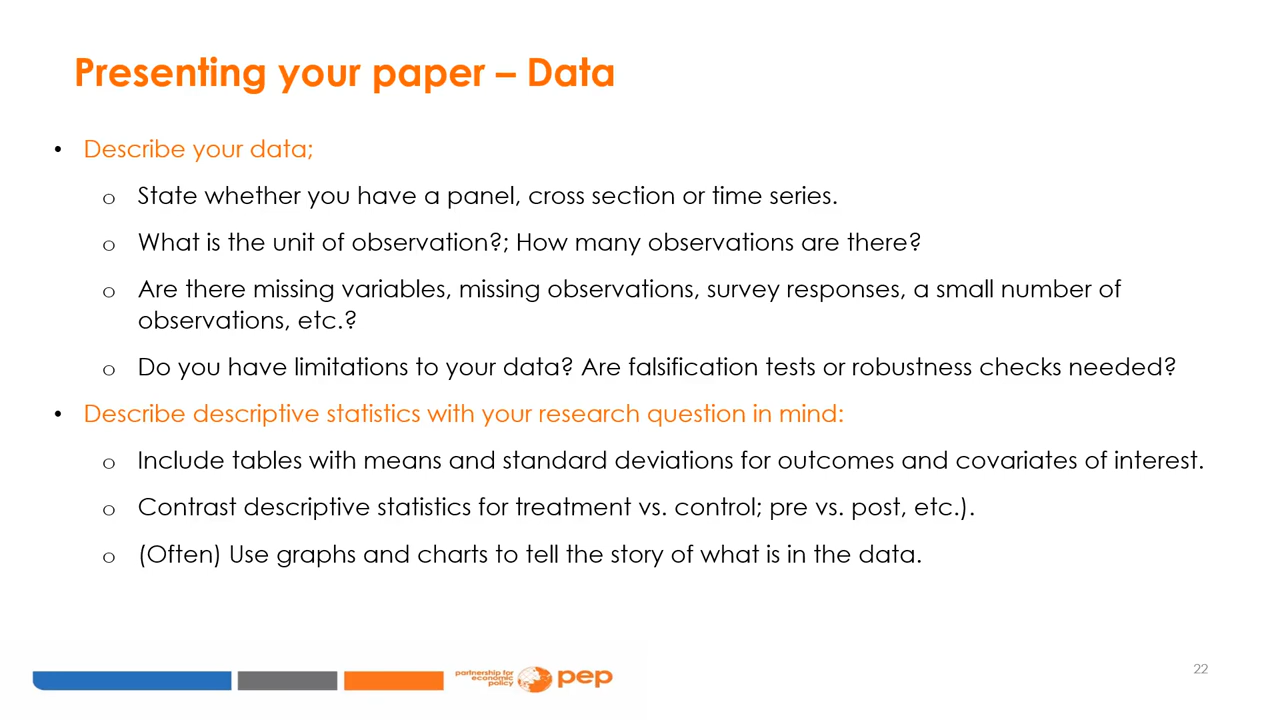 Presenting your paper – Data
• Describe your data;
o State whether you have a panel, cross section or time series.
o What is the unit of observation?; How many observations are there?
o Are there missing variables, missing observations, survey responses, a small number of
observations, etc.?
o Do you have limitations to your data? Are falsification tests or robustness checks needed?
• Describe descriptive statistics with your research question in mind:
o Include tables with means and standard deviations for outcomes and covariates of interest.
o Contrast descriptive statistics for treatment vs. control; pre vs. post, etc.).
o (Often) Use graphs and charts to tell the story of what is in the data.
partnership for
economic
policy
pep
22